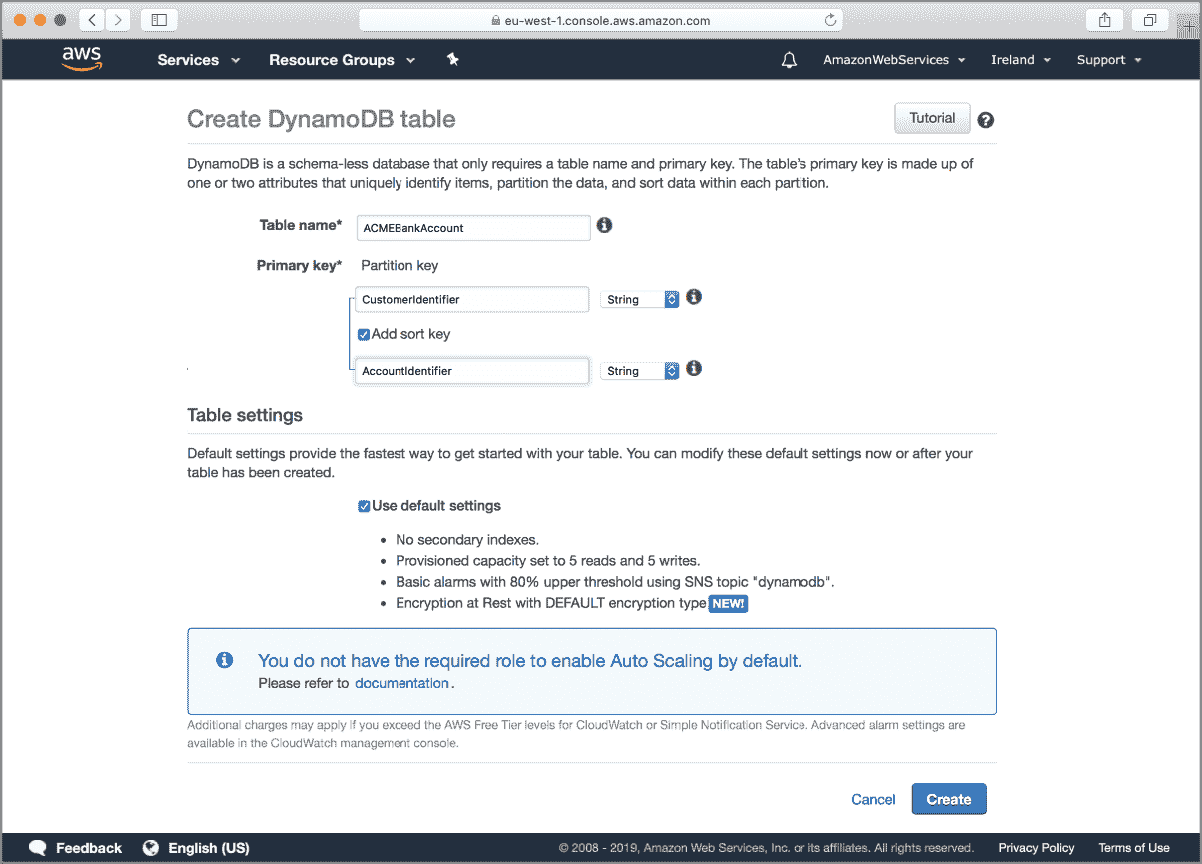 eu-west-1.console.aws.amazon.com
aws Services Resource Groups AmazonWebServices Ireland Support
Create DynamoDB table Tutorial
DynamoDB is a schema-less database that only requires a table name and primary key. The table's primary key is made up of
one or two attributes that uniquely identify items, partition the data, and sort data within each partition.
Table name* ACMEBankAccount
Primary key* Partition key
CustomerIdentifier String
Add sort key
AccountIdentifier String
Table settings
Default settings provide the fastest way to get started with your table. You can modify these default settings now or after your
table has been created.
Use default settings
• No secondary indexes.
• Provisioned capacity set to 5 reads and 5 writes.
• Basic alarms with 80% upper threshold using SNS topic "dynamodb".
• Encryption at Rest with DEFAULT encryption type NEW!
You do not have the required role to enable Auto Scaling by default.
Please refer to documentation.
Additional charges may apply if you exceed the AWS Free Tier levels for CloudWatch or Simple Notification Service. Advanced alarm settings are
available in the CloudWatch management console.
Cancel Create
Feedback English (US) © 2008 - 2019, Amazon Web Services, Inc. or its affiliates. All rights reserved. Privacy Policy Terms of Use